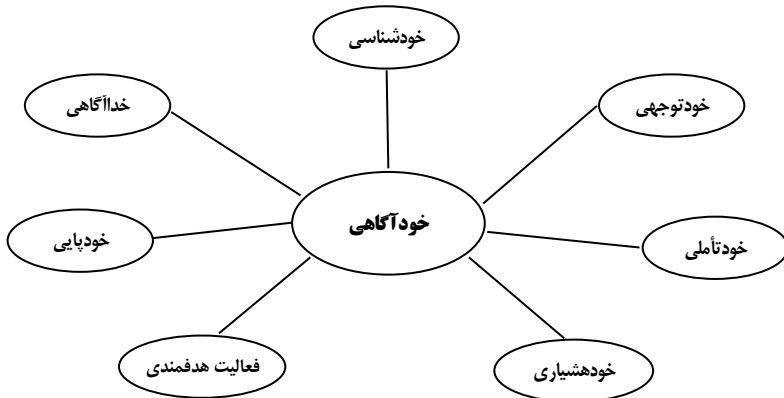 خودشناسی
خداآگاهی
خودتوجهی
خودآگاهی
خودپایی
خودتأملی
فعالیت هدفمندی
خودهشیاری